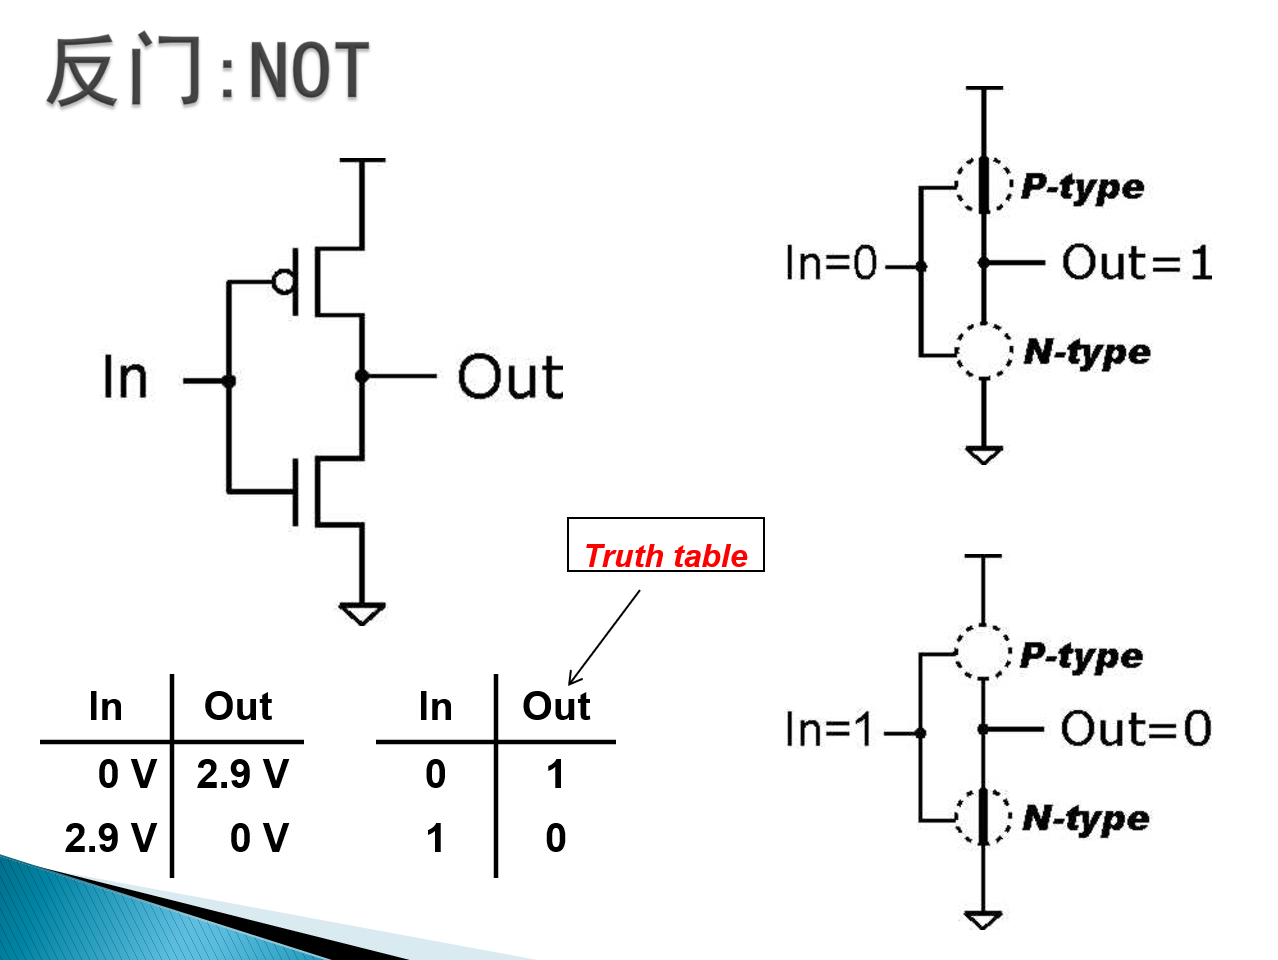 反门:NOT
In
Out
P-type
In=0
Out=1
N-type
Truth table
In Out
0 V 2.9 V
2.9 V 0 V
In Out
0 1
1 0
P-type
In=1
Out=0
N-type